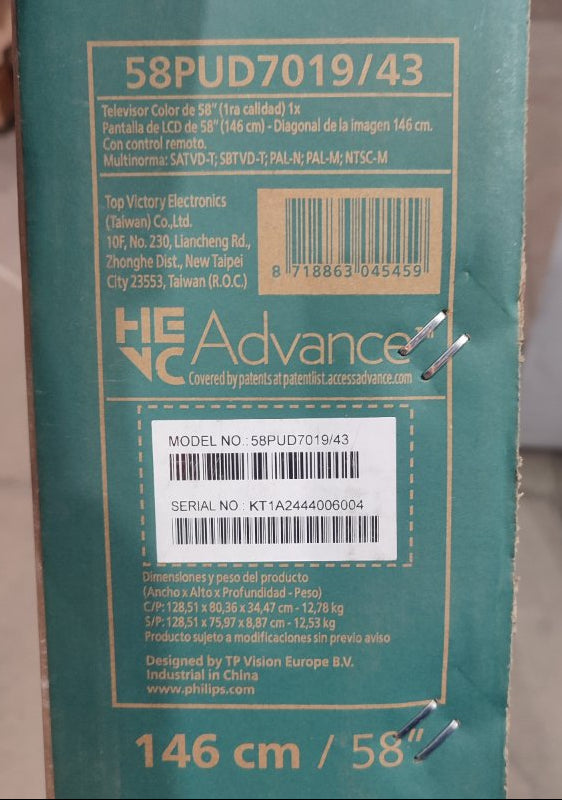 58PUD7019/43
Televisor Color de 58" (1ra calidad) 1x
Pantalla de LCD de 58" (146 cm) - Diagonal de la imagen 146 cm.
Con control remoto.
Multinorma: SATVD-T; SBTVD-T; PAL-N; PAL-M; NTSC-M
Top Victory Electronics
(Taiwan) Co.,Ltd.
10F, No. 230, Liancheng Rd.,
Zhonghe Dist., New Taipei
City 23553, Taiwan (R.O.C.)
8 718863 045459
HEVC Advance™
Covered by patents at patentlist.accessadvance.com
MODEL NO.: 58PUD7019/43
SERIAL NO.: KT1A2444006004
Dimensiones y peso del producto
(Ancho x Alto x Profundidad - Peso)
C/P: 128,51 x 80,36 x 34,47 cm - 12,78 kg
S/P: 128,51 x 75,97 x 8,87 cm - 12,53 kg
Producto sujeto a modificaciones sin previo aviso
Designed by TP Vision Europe B.V.
Industrial in China
www.philips.com
146 cm / 58"